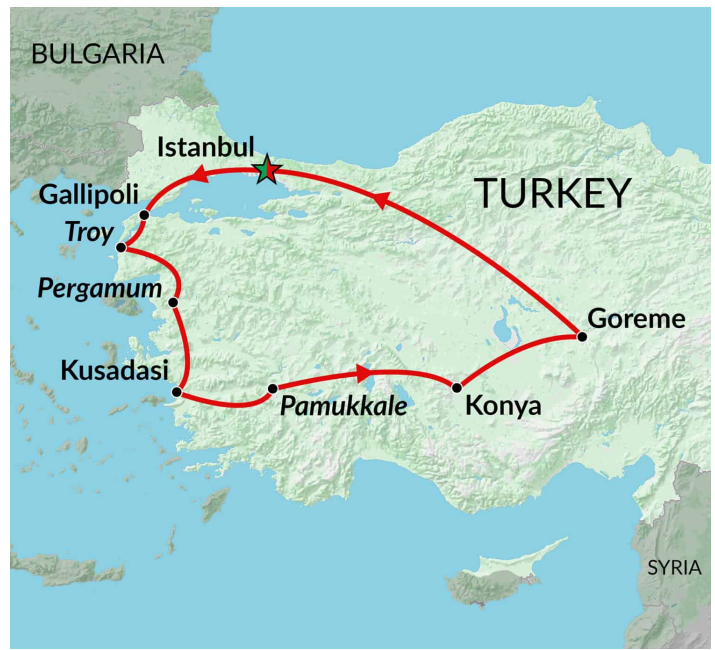 BULGARIA
Istanbul
TURKEY
Gallipoli
Troy
Pergamum
Goreme
Kusadasi
Pamukkale
Konya
SYRIA